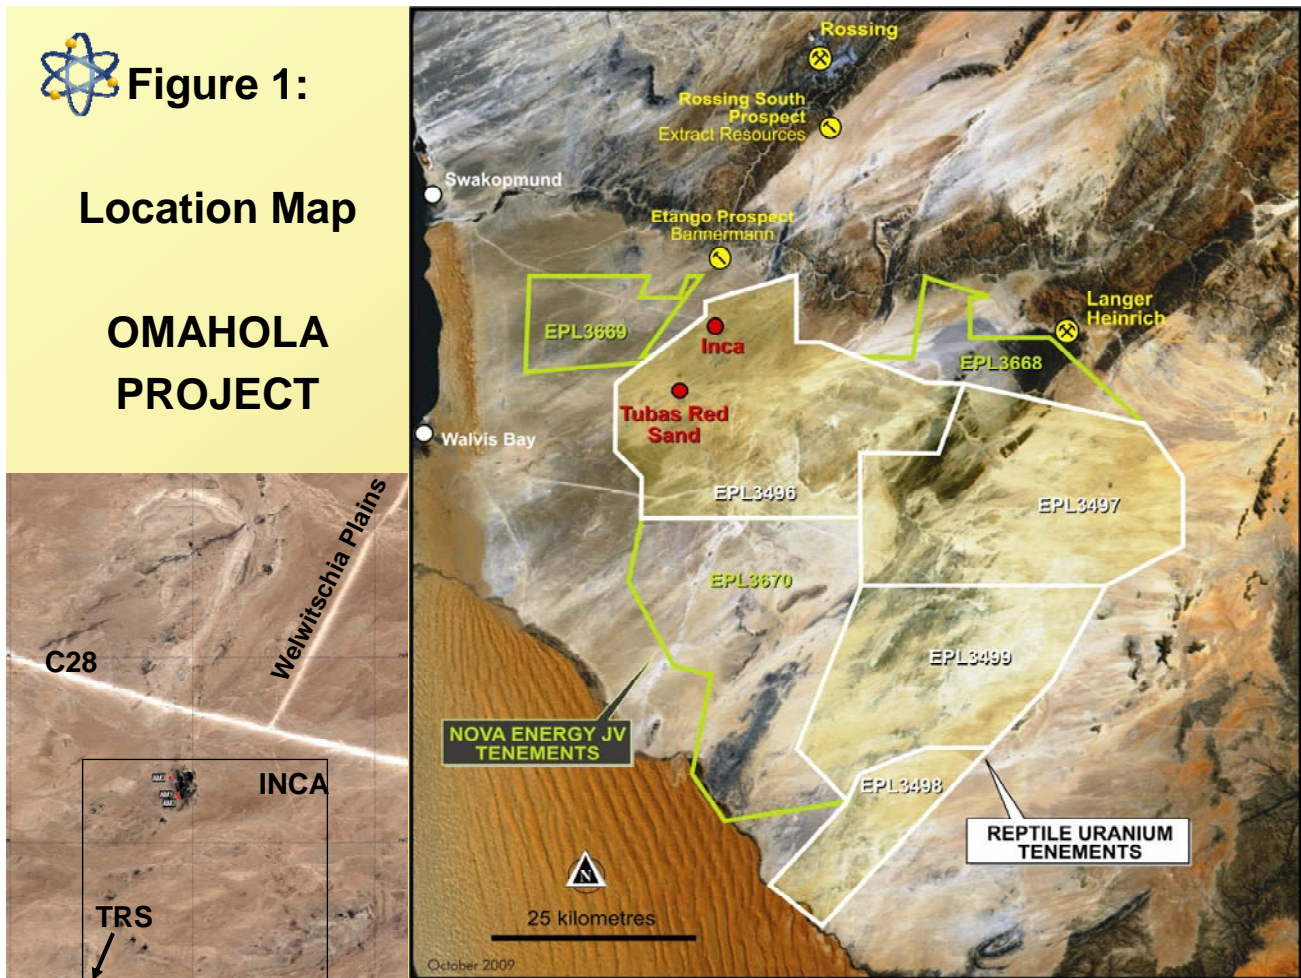 Figure 1:
Location Map
OMAHOLA
PROJECT
C28
Welwitschia Plains
INCA
TRS
Rossing
Rossing South
Prospect
Extract Resources
Swakopmund
Etango Prospect
Bannermann
Langer
Heinrich
EPL3669
Inca
EPL3668
Tubas Red
Sand
Walvis Bay
EPL3496
EPL3497
EPL3670
EPL3499
NOVA ENERGY JV
TENEMENTS
EPL3498
REPTILE URANIUM
TENEMENTS
N
25 kilometres
October 2009